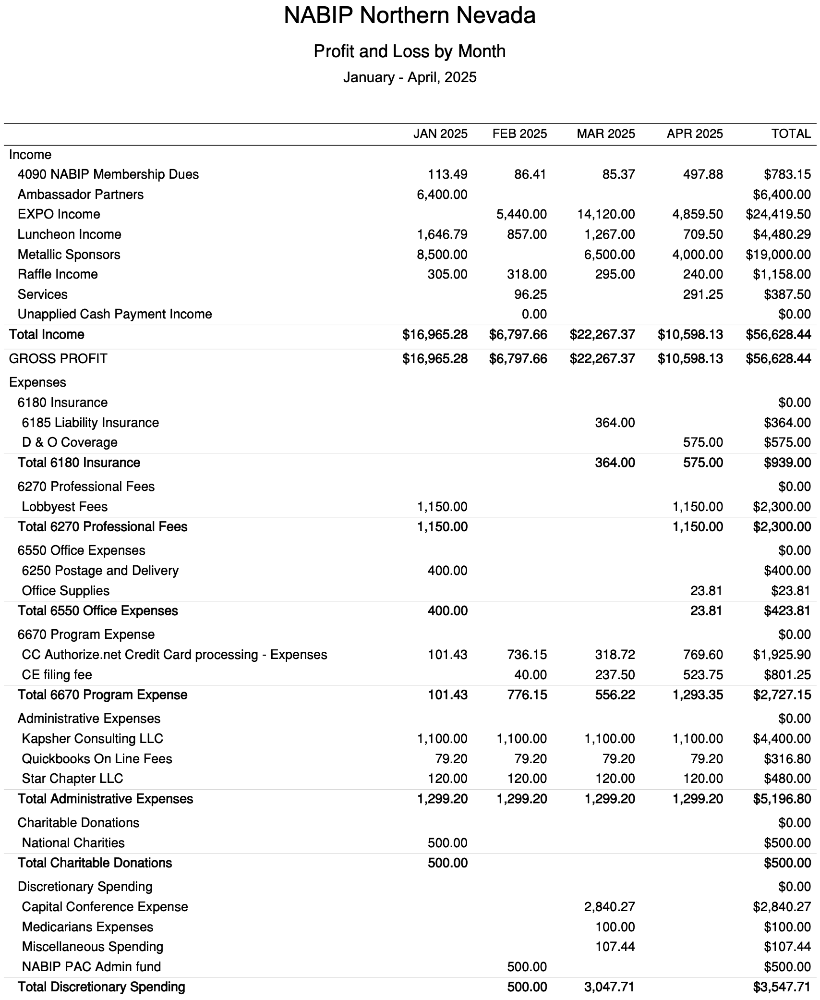 NABIP Northern Nevada
Profit and Loss by Month
January - April, 2025
JAN 2025 FEB 2025 MAR 2025 APR 2025 TOTAL
Income
4090 NABIP Membership Dues 113.49 86.41 85.37 497.88 $783.15
Ambassador Partners 6,400.00 $6,400.00
EXPO Income 5,440.00 14,120.00 4,859.50 $24,419.50
Luncheon Income 1,646.79 857.00 1,267.00 709.50 $4,480.29
Metallic Sponsors 8,500.00 6,500.00 4,000.00 $19,000.00
Raffle Income 305.00 318.00 295.00 240.00 $1,158.00
Services 96.25 291.25 $387.50
Unapplied Cash Payment Income 0.00 $0.00
Total Income $16,965.28 $6,797.66 $22,267.37 $10,598.13 $56,628.44
GROSS PROFIT $16,965.28 $6,797.66 $22,267.37 $10,598.13 $56,628.44
Expenses
6180 Insurance $0.00
6185 Liability Insurance 364.00 $364.00
D & O Coverage 575.00 $575.00
Total 6180 Insurance 364.00 575.00 $939.00
6270 Professional Fees $0.00
Lobbyest Fees 1,150.00 1,150.00 $2,300.00
Total 6270 Professional Fees 1,150.00 1,150.00 $2,300.00
6550 Office Expenses $0.00
6250 Postage and Delivery 400.00 $400.00
Office Supplies 23.81 $23.81
Total 6550 Office Expenses 400.00 23.81 $423.81
6670 Program Expense $0.00
CC Authorize.net Credit Card processing - Expenses 101.43 736.15 318.72 769.60 $1,925.90
CE filing fee 40.00 237.50 523.75 $801.25
Total 6670 Program Expense 101.43 776.15 556.22 1,293.35 $2,727.15
Administrative Expenses $0.00
Kapsher Consulting LLC 1,100.00 1,100.00 1,100.00 1,100.00 $4,400.00
Quickbooks On Line Fees 79.20 79.20 79.20 79.20 $316.80
Star Chapter LLC 120.00 120.00 120.00 120.00 $480.00
Total Administrative Expenses 1,299.20 1,299.20 1,299.20 1,299.20 $5,196.80
Charitable Donations $0.00
National Charities 500.00 $500.00
Total Charitable Donations 500.00 $500.00
Discretionary Spending $0.00
Capital Conference Expense 2,840.27 $2,840.27
Medicarians Expenses 100.00 $100.00
Miscellaneous Spending 107.44 $107.44
NABIP PAC Admin fund 500.00 $500.00
Total Discretionary Spending 500.00 3,047.71 $3,547.71